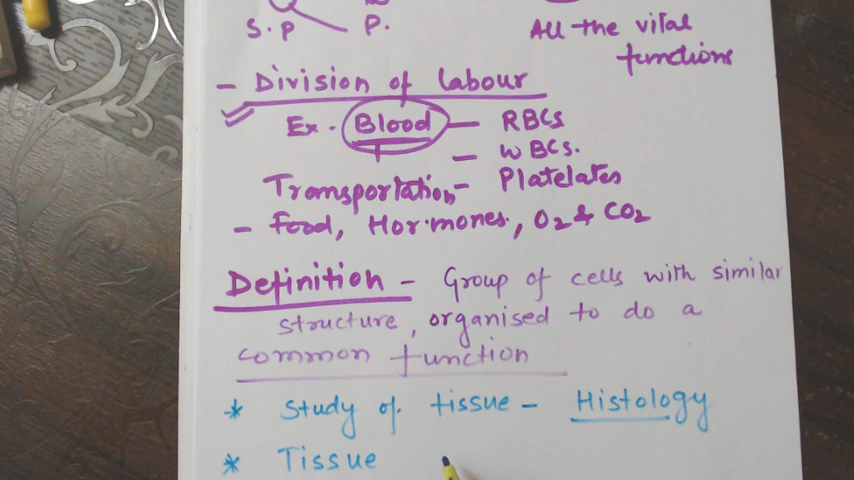 S.P P. All the vital
functions
- Division of labour
Ex. Blood - RBCs
- WBCs.
Transportation - Platelates
- Food, Hormones, O2 & CO2
Definition - Group of cells with similar
structure, organised to do a
common function
* Study of tissue - Histology
* Tissue